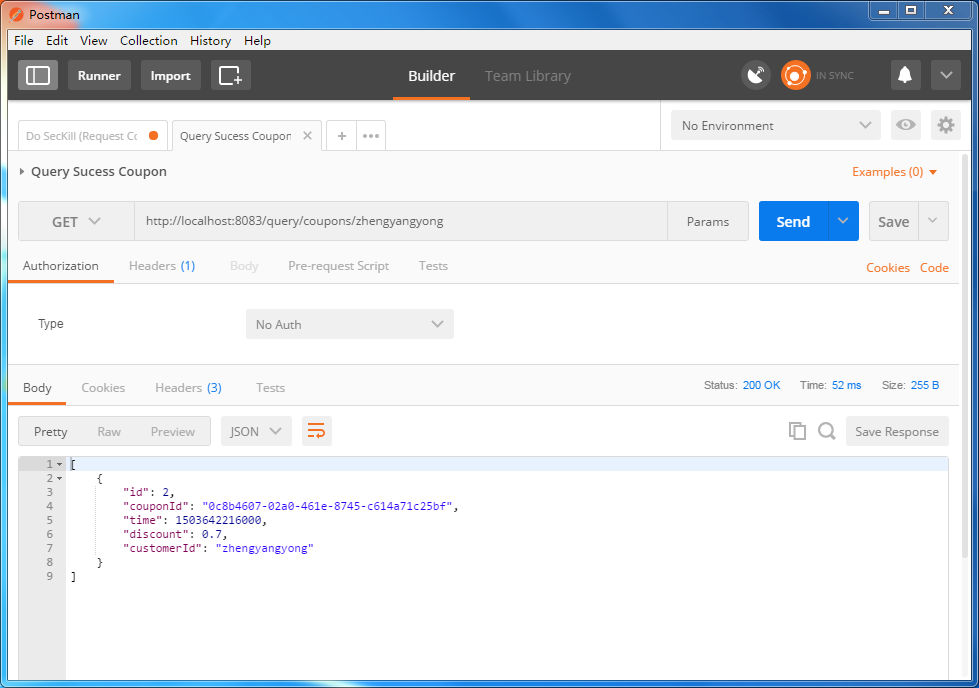 Postman
File Edit View Collection History Help
Runner Import Builder Team Library IN SYNC
Do SecKill (Request Cc Query Sucess Coupon × + ••• No Environment
Query Sucess Coupon Examples (0)
GET http://localhost:8083/query/coupons/zhengyangyong Params Send Save
Authorization Headers (1) Body Pre-request Script Tests Cookies Code
Type No Auth
Body Cookies Headers (3) Tests Status: 200 OK Time: 52 ms Size: 255 B
Pretty Raw Preview JSON Save Response
1 [
2 {
3 "id": 2,
4 "couponId": "0c8b4607-02a0-461e-8745-c614a71c25bf",
5 "time": 1503642216000,
6 "discount": 0.7,
7 "customerId": "zhengyangyong"
8 }
9 ]